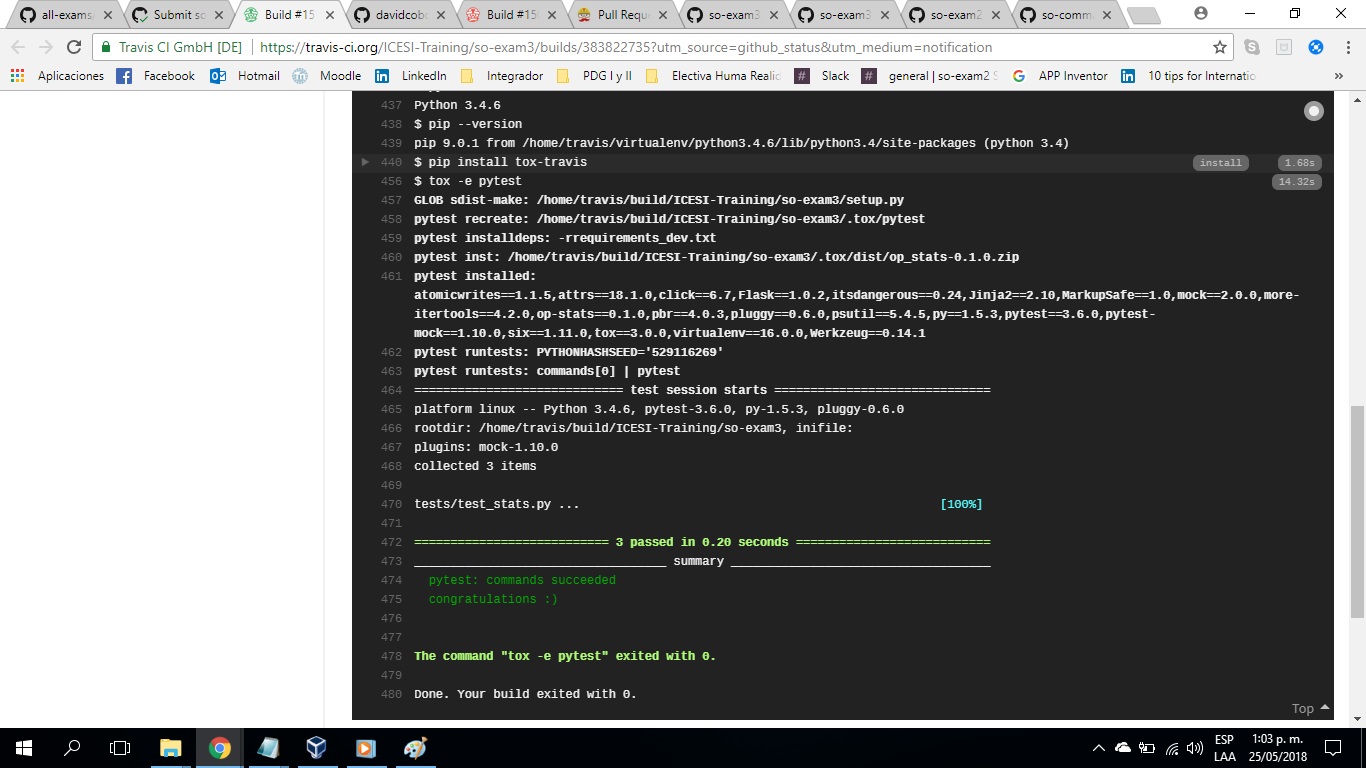 all-exams
Submit so
Build #15
davidcob
Build #15
Pull Requ
so-exam3
so-exam3
so-exam2
so-comm
Travis CI GmbH [DE]
https://travis-ci.org/ICESI-Training/so-exam3/builds/383822735?utm_source=github_status&utm_medium=notification
Aplicaciones
Facebook
Hotmail
Moodle
LinkedIn
Integrador
PDG I y II
Electiva Huma Realid
Slack
general | so-exam2 S
APP Inventor
10 tips for Internatio
»
437 Python 3.4.6
438 $ pip --version
439 pip 9.0.1 from /home/travis/virtualenv/python3.4.6/lib/python3.4/site-packages (python 3.4)
440 $ pip install tox-travis install 1.68s
456 $ tox -e pytest 14.32s
457 GLOB sdist-make: /home/travis/build/ICESI-Training/so-exam3/setup.py
458 pytest recreate: /home/travis/build/ICESI-Training/so-exam3/.tox/pytest
459 pytest installdeps: -rrequirements_dev.txt
460 pytest inst: /home/travis/build/ICESI-Training/so-exam3/.tox/dist/op_stats-0.1.0.zip
461 pytest installed:
atomicwrites==1.1.5,attrs==18.1.0,click==6.7,Flask==1.0.2,itsdangerous==0.24,Jinja2==2.10,MarkupSafe==1.0,mock==2.0.0,more-
itertools==4.2.0,op-stats==0.1.0,pbr==4.0.3,pluggy==0.6.0,psutil==5.4.5,py==1.5.3,pytest==3.6.0,pytest-
mock==1.10.0,six==1.11.0,tox==3.0.0,virtualenv==16.0.0,Werkzeug==0.14.1
462 pytest runtests: PYTHONHASHSEED='529116269'
463 pytest runtests: commands[0] | pytest
464 ============================= test session starts ==============================
465 platform linux -- Python 3.4.6, pytest-3.6.0, py-1.5.3, pluggy-0.6.0
466 rootdir: /home/travis/build/ICESI-Training/so-exam3, inifile:
467 plugins: mock-1.10.0
468 collected 3 items
469
470 tests/test_stats.py ... [100%]
471
472 =========================== 3 passed in 0.20 seconds ===========================
473 ___________________________________ summary ____________________________________
474 pytest: commands succeeded
475 congratulations :)
476
477
478 The command "tox -e pytest" exited with 0.
479
480 Done. Your build exited with 0.
Top
ESP
LAA
1:03 p. m.
25/05/2018